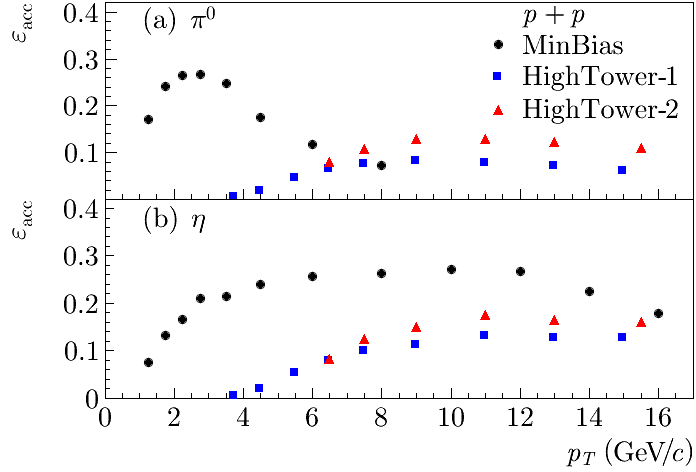 (a) π⁰
p + p
MinBias
HighTower-1
HighTower-2
ε_acc
0.4
0.3
0.2
0.1
(b) η
ε_acc
0.4
0.3
0.2
0.1
0
0 2 4 6 8 10 12 14 16
p_T (GeV/c)